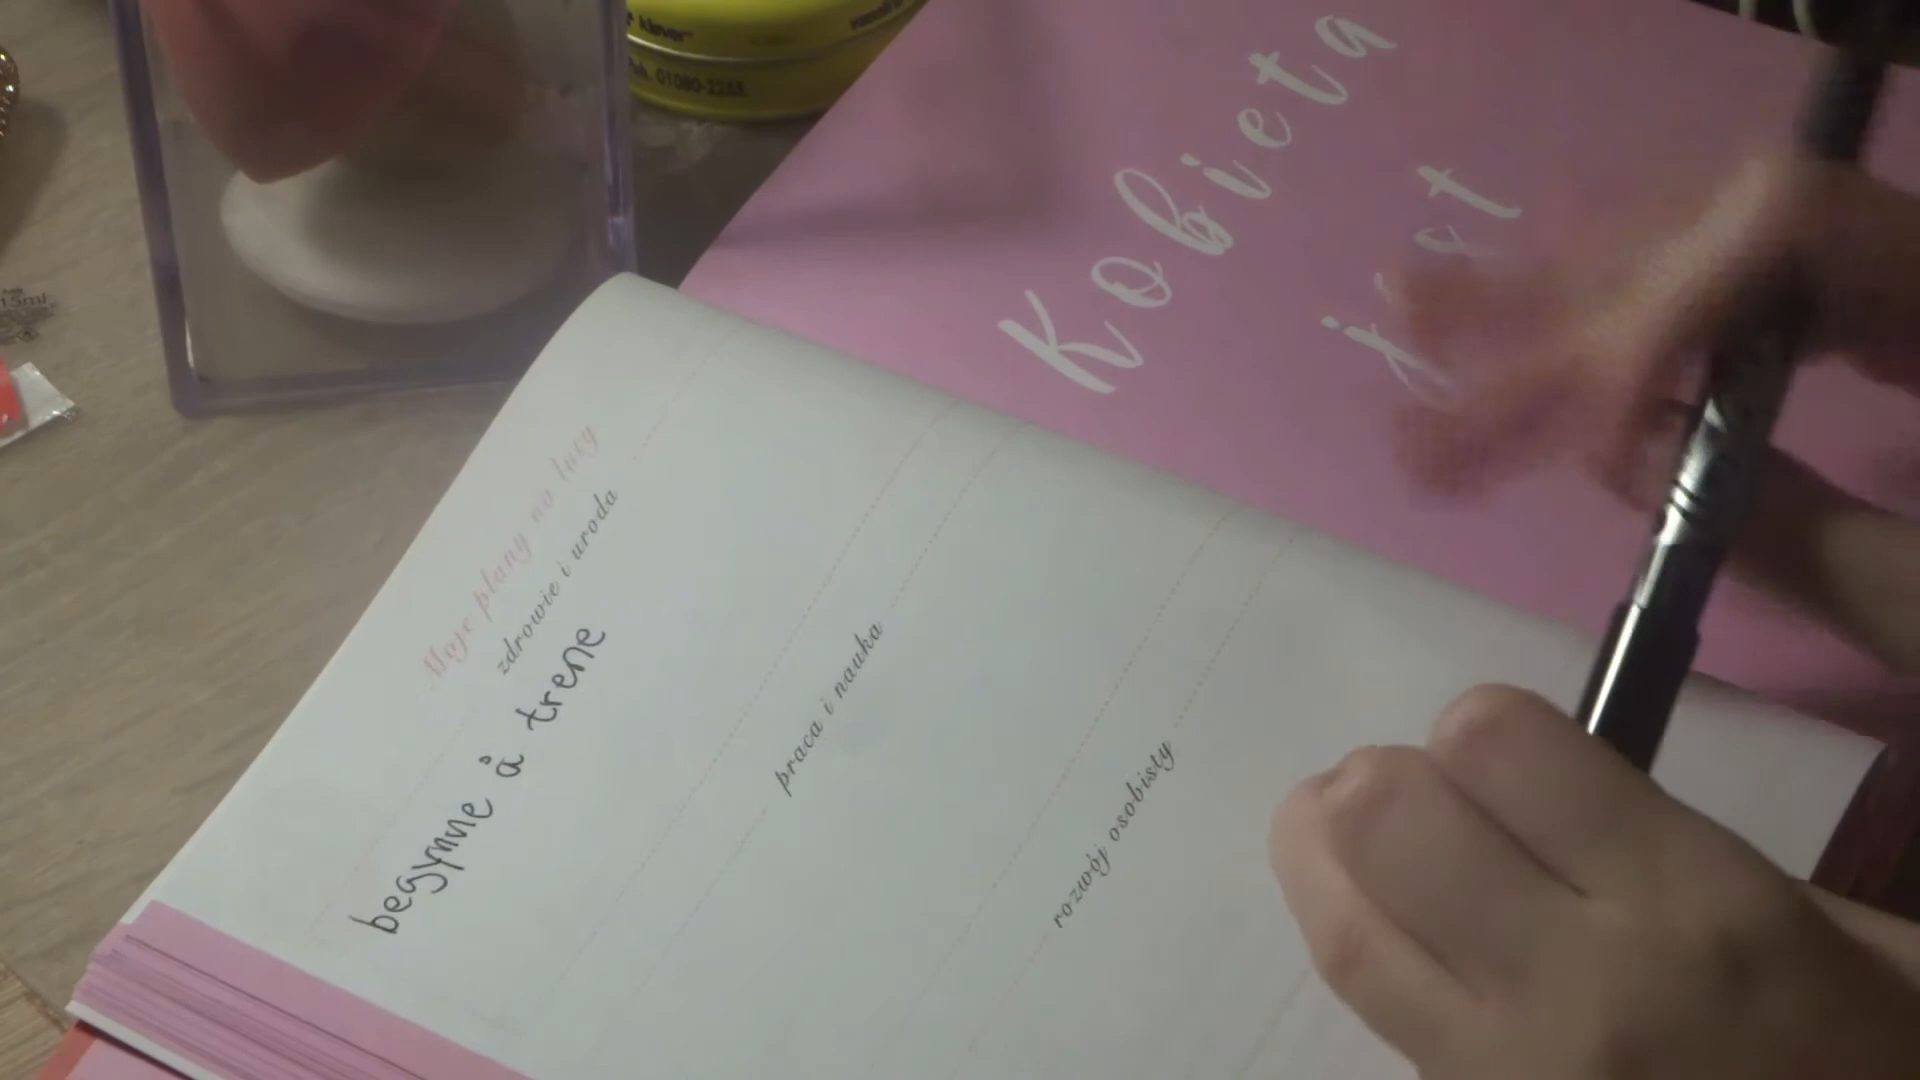 Kobieta
jest
Moje plany na luty
zdrowie i uroda
begynne å trene
praca i nauka
rozwój osobisty